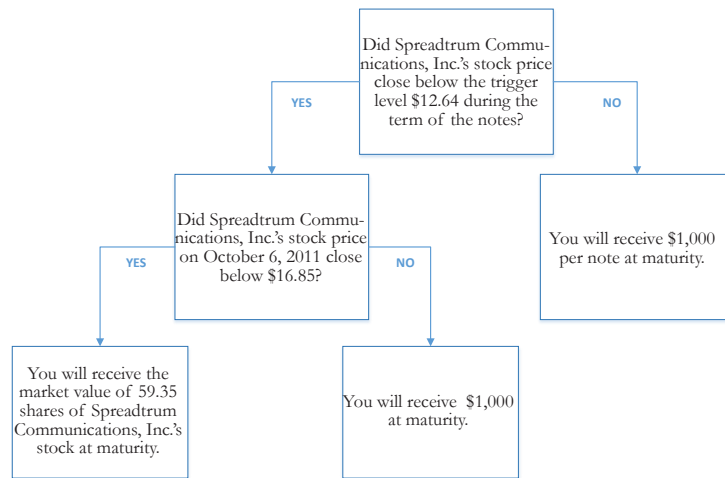 Did Spreadtrum Commu-
nications, Inc.'s stock price
close below the trigger
level $12.64 during the
term of the notes?
YES
NO
Did Spreadtrum Commu-
nications, Inc.'s stock price
on October 6, 2011 close
below $16.85?
You will receive $1,000
per note at maturity.
YES
NO
You will receive the
market value of 59.35
shares of Spreadtrum
Communications, Inc.'s
stock at maturity.
You will receive $1,000
at maturity.